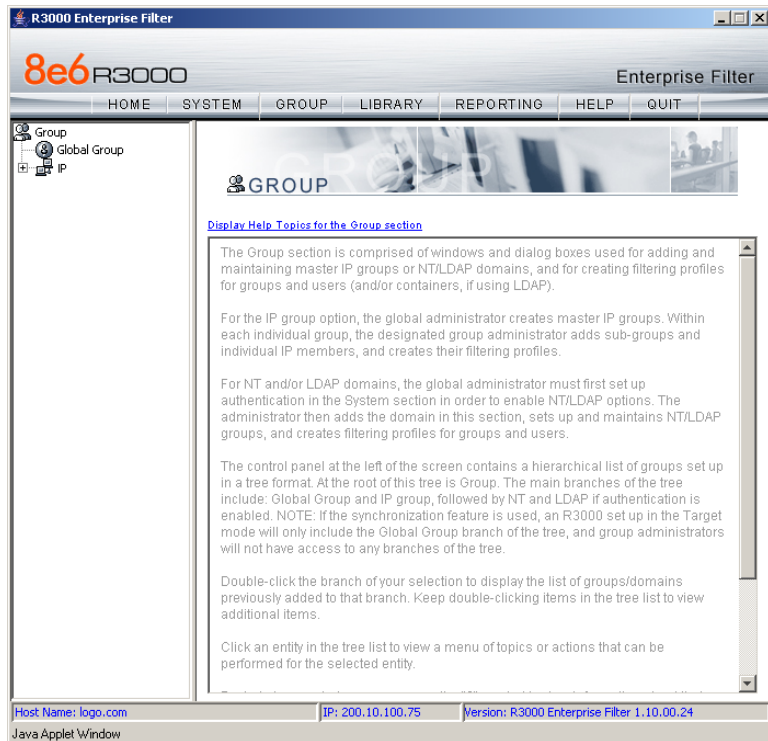 R3000 Enterprise Filter
8e6 R3000
Enterprise Filter
HOME SYSTEM GROUP LIBRARY REPORTING HELP QUIT
Group
Global Group
IP
GROUP
GROUP
Display Help Topics for the Group section
The Group section is comprised of windows and dialog boxes used for adding and
maintaining master IP groups or NT/LDAP domains, and for creating filtering profiles
for groups and users (and/or containers, if using LDAP).
For the IP group option, the global administrator creates master IP groups. Within
each individual group, the designated group administrator adds sub-groups and
individual IP members, and creates their filtering profiles.
For NT and/or LDAP domains, the global administrator must first set up
authentication in the System section in order to enable NT/LDAP options. The
administrator then adds the domain in this section, sets up and maintains NT/LDAP
groups, and creates filtering profiles for groups and users.
The control panel at the left of the screen contains a hierarchical list of groups set up
in a tree format. At the root of this tree is Group. The main branches of the tree
include: Global Group and IP group, followed by NT and LDAP if authentication is
enabled. NOTE: If the synchronization feature is used, an R3000 set up in the Target
mode will only include the Global Group branch of the tree, and group administrators
will not have access to any branches of the tree.
Double-click the branch of your selection to display the list of groups/domains
previously added to that branch. Keep double-clicking items in the tree list to view
additional items.
Click an entity in the tree list to view a menu of topics or actions that can be
performed for the selected entity.
Host Name: logo.com
IP: 200.10.100.75
Version: R3000 Enterprise Filter 1.10.00.24
Java Applet Window